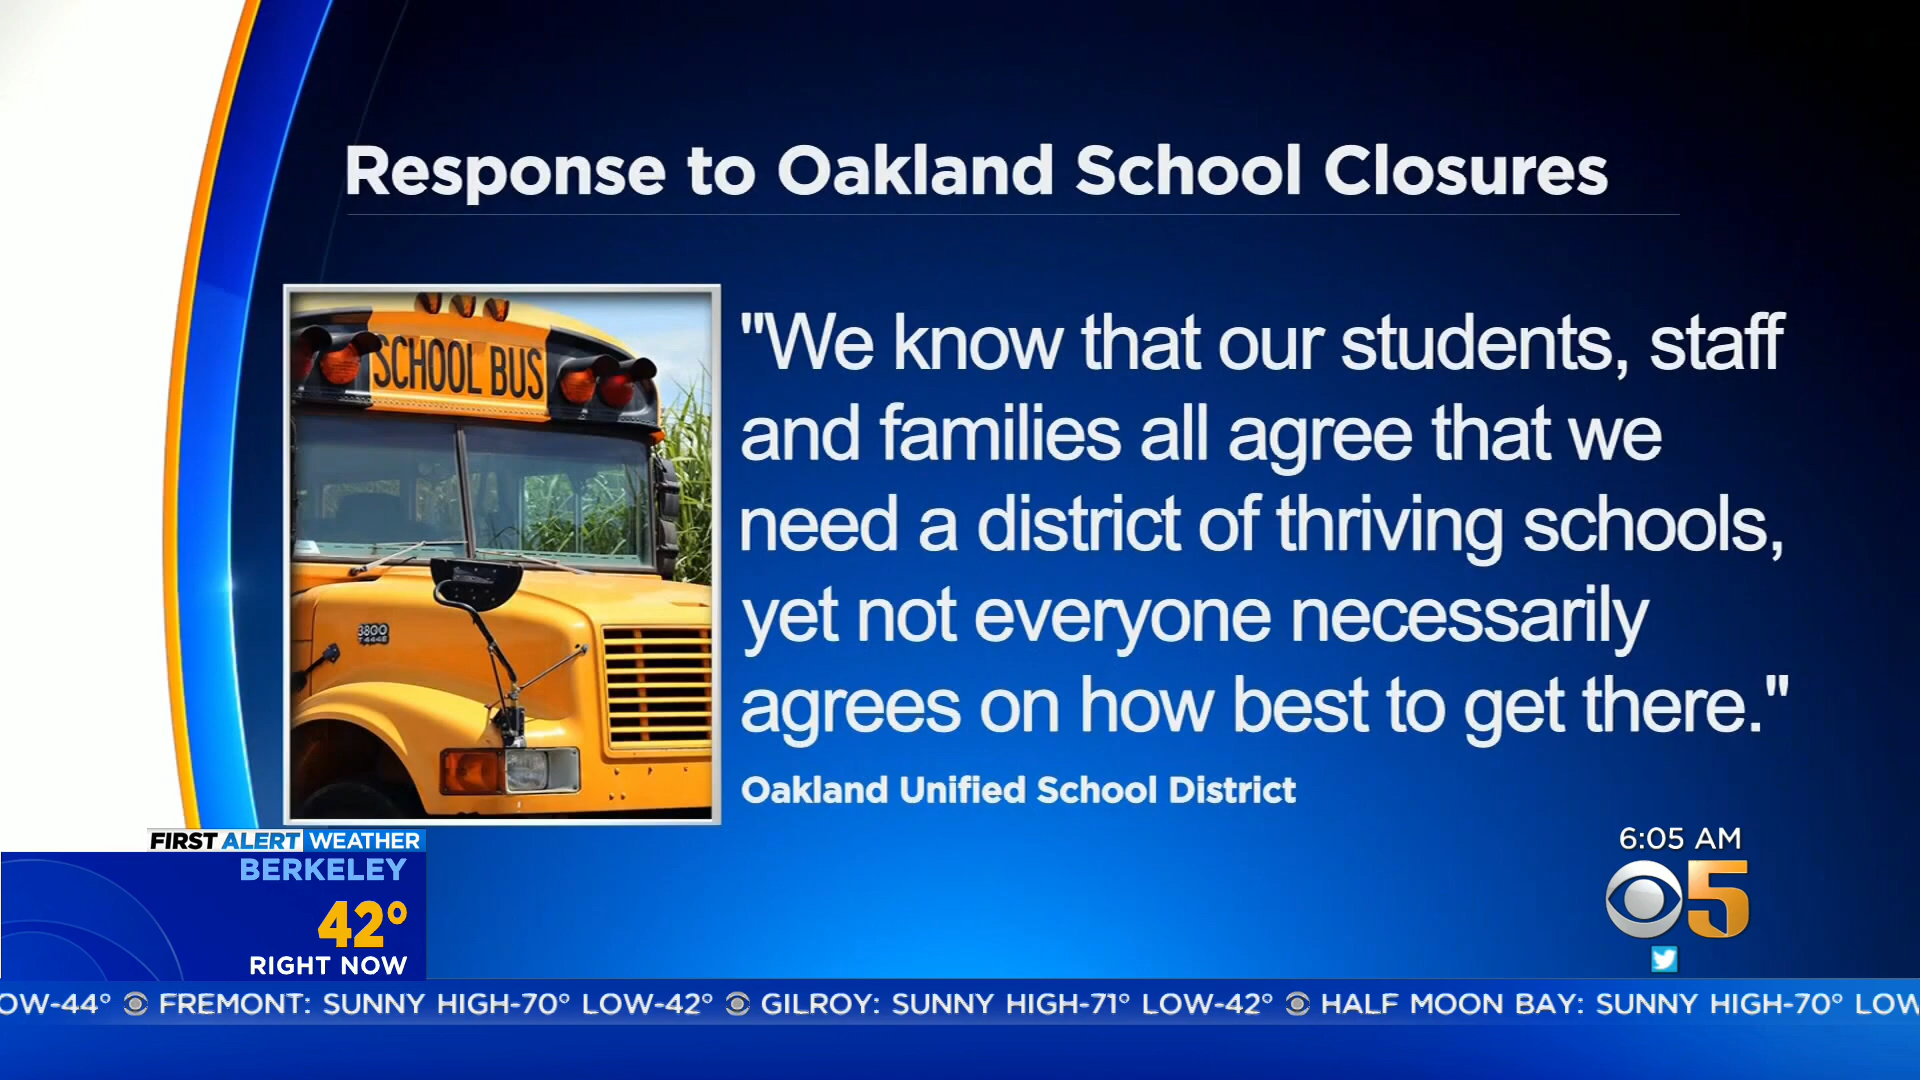 Response to Oakland School Closures
SCHOOL BUS
3800
"We know that our students, staff
and families all agree that we
need a district of thriving schools,
yet not everyone necessarily
agrees on how best to get there."
Oakland Unified School District
FIRST ALERT WEATHER
BERKELEY
42°
RIGHT NOW
6:05 AM
5
OW-44° FREMONT: SUNNY HIGH-70° LOW-42° GILROY: SUNNY HIGH-71° LOW-42° HALF MOON BAY: SUNNY HIGH-70° LOW